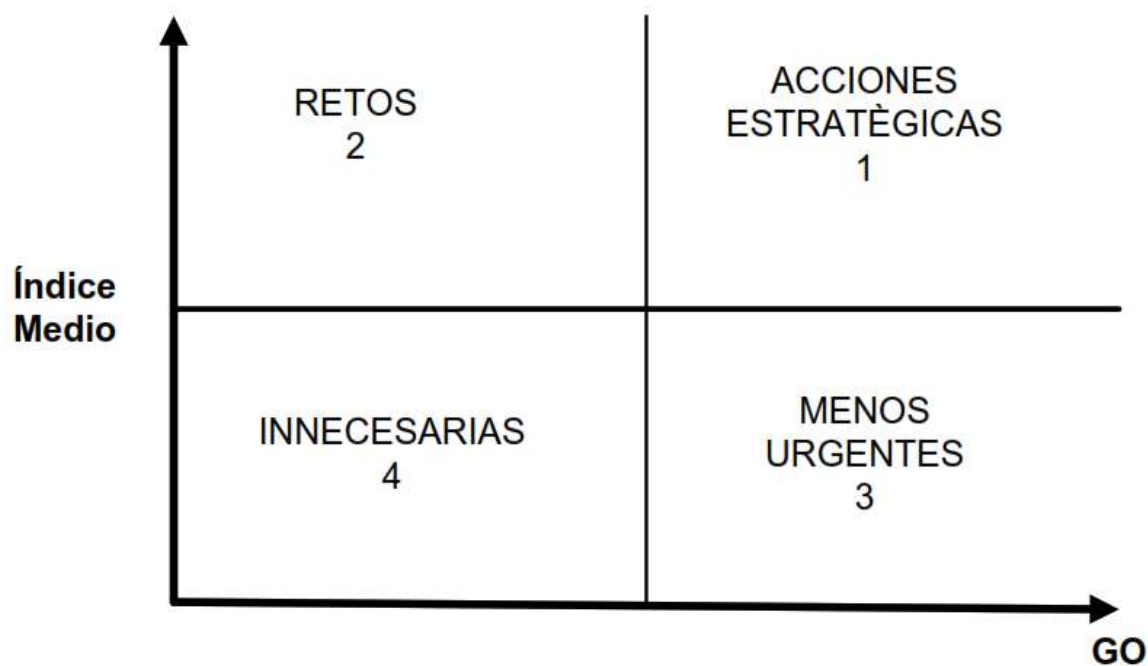 RETOS
2
ACCIONES
ESTRATÈGICAS
1
Índice
Medio
INNECESARIAS
4
MENOS
URGENTES
3
GO